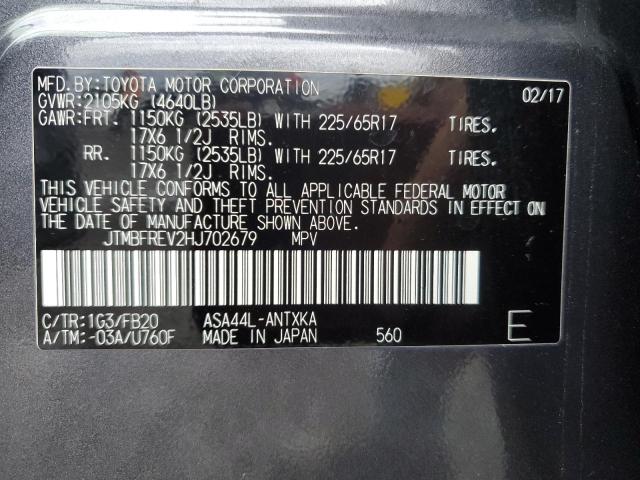 MFD.BY:TOYOTA MOTOR CORPORATION 02/17
GVWR:2105KG (4640LB)
GAWR:FRT. 1150KG (2535LB) WITH 225/65R17 TIRES.
17X6 1/2J RIMS.
RR. 1150KG (2535LB) WITH 225/65R17 TIRES.
17X6 1/2J RIMS.
THIS VEHICLE CONFORMS TO ALL APPLICABLE FEDERAL MOTOR
VEHICLE SAFETY AND THEFT PREVENTION STANDARDS IN EFFECT ON
THE DATE OF MANUFACTURE SHOWN ABOVE.
JTMBFREV2HJ702679 MPV
C/TR:1G3/FB20 ASA44L-ANTXKA
A/TM:-03A/U760F MADE IN JAPAN 560 E